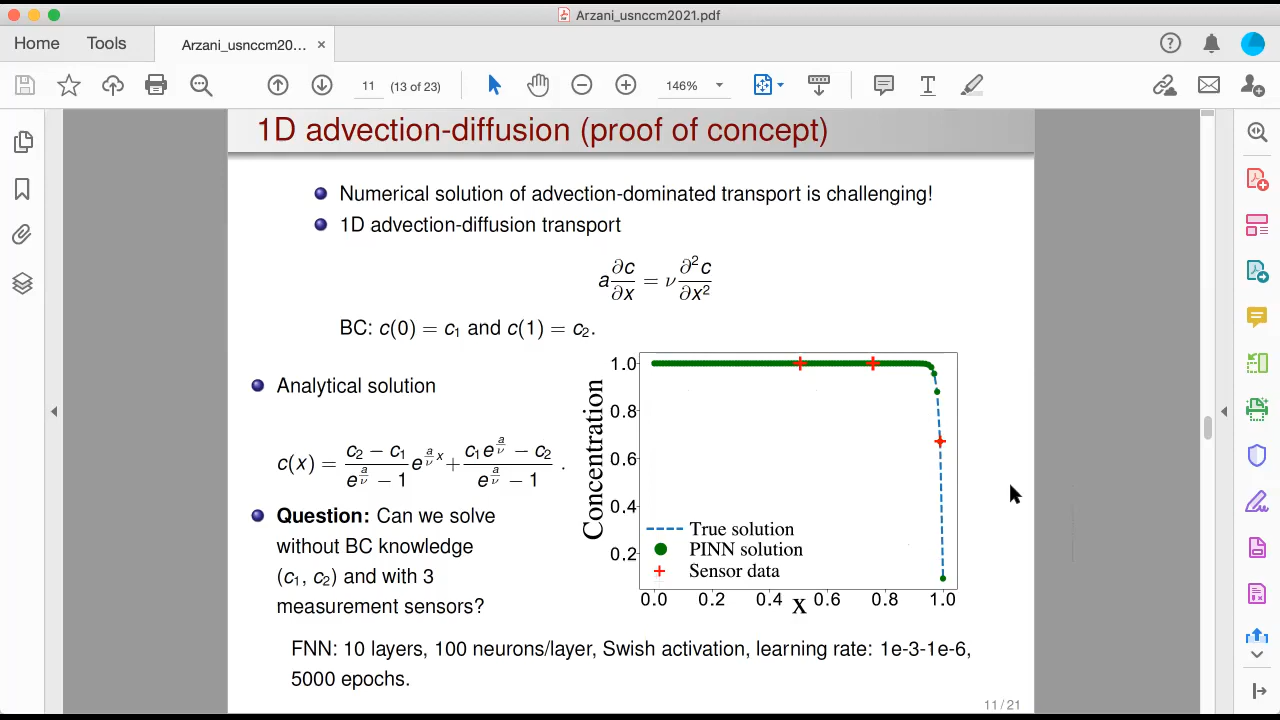 Arzani_usnccm2021.pdf
Home Tools Arzani_usnccm20... ×
11 (13 of 23) 146%
1D advection-diffusion (proof of concept)
Numerical solution of advection-dominated transport is challenging!
1D advection-diffusion transport
a ∂c/∂x = ν ∂²c/∂x²
BC: c(0) = c₁ and c(1) = c₂.
Analytical solution
c(x) = (c₂ − c₁)/(e^(a/ν) − 1) e^((a/ν)x) + (c₁e^(a/ν) − c₂)/(e^(a/ν) − 1) .
Question: Can we solve
without BC knowledge
(c₁, c₂) and with 3
measurement sensors?
Concentration
1.0
0.8
0.6
0.4
0.2
True solution
PINN solution
Sensor data
0.0 0.2 0.4 0.6 0.8 1.0
X
FNN: 10 layers, 100 neurons/layer, Swish activation, learning rate: 1e-3-1e-6,
5000 epochs.
11 / 21